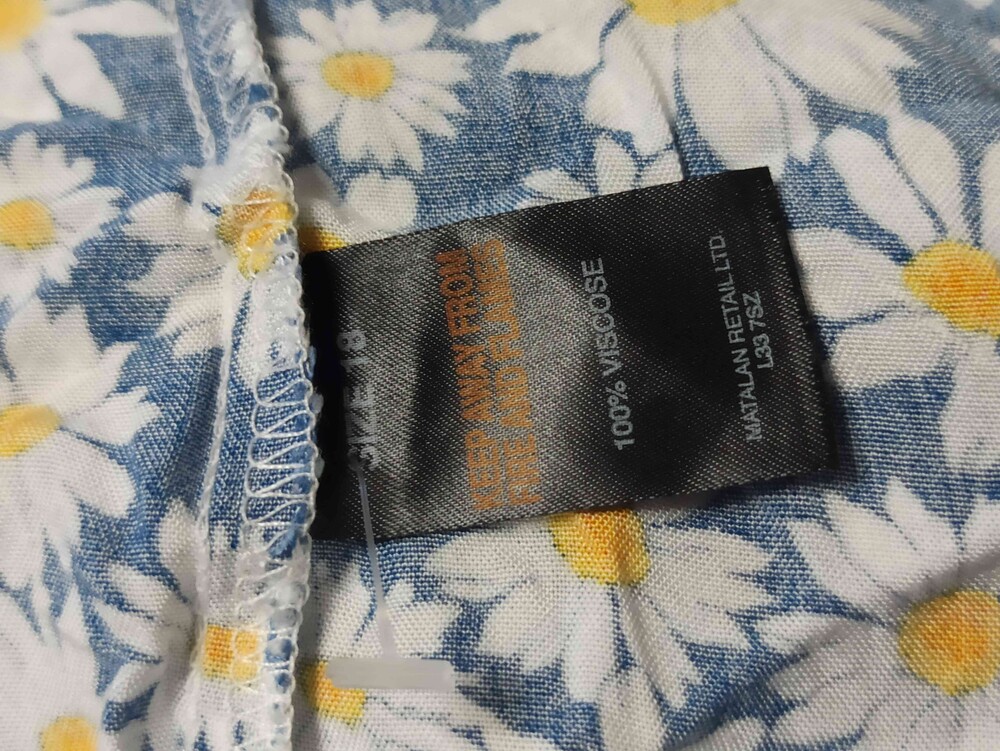 SIZE 18
KEEP AWAY FROM
FIRE AND FLAMES
100% VISCOSE
MATALAN RETAIL LTD.
L33 7SZ